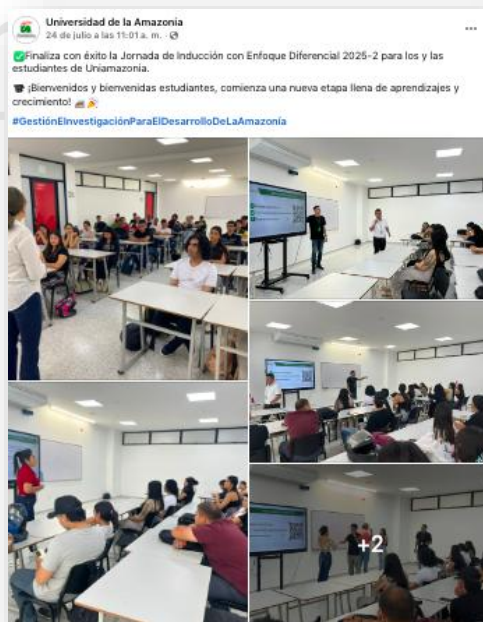 Universidad de la Amazonia
24 de julio a las 11:01 a. m. ·
✅Finaliza con éxito la Jornada de Inducción con Enfoque Diferencial 2025-2 para los y las
estudiantes de Uniamazonia.
🎓 ¡Bienvenidos y bienvenidas estudiantes, comienza una nueva etapa llena de aprendizajes y
crecimiento! 🎉
#GestiónEInvestigaciónParaElDesarrolloDeLaAmazonía
+2